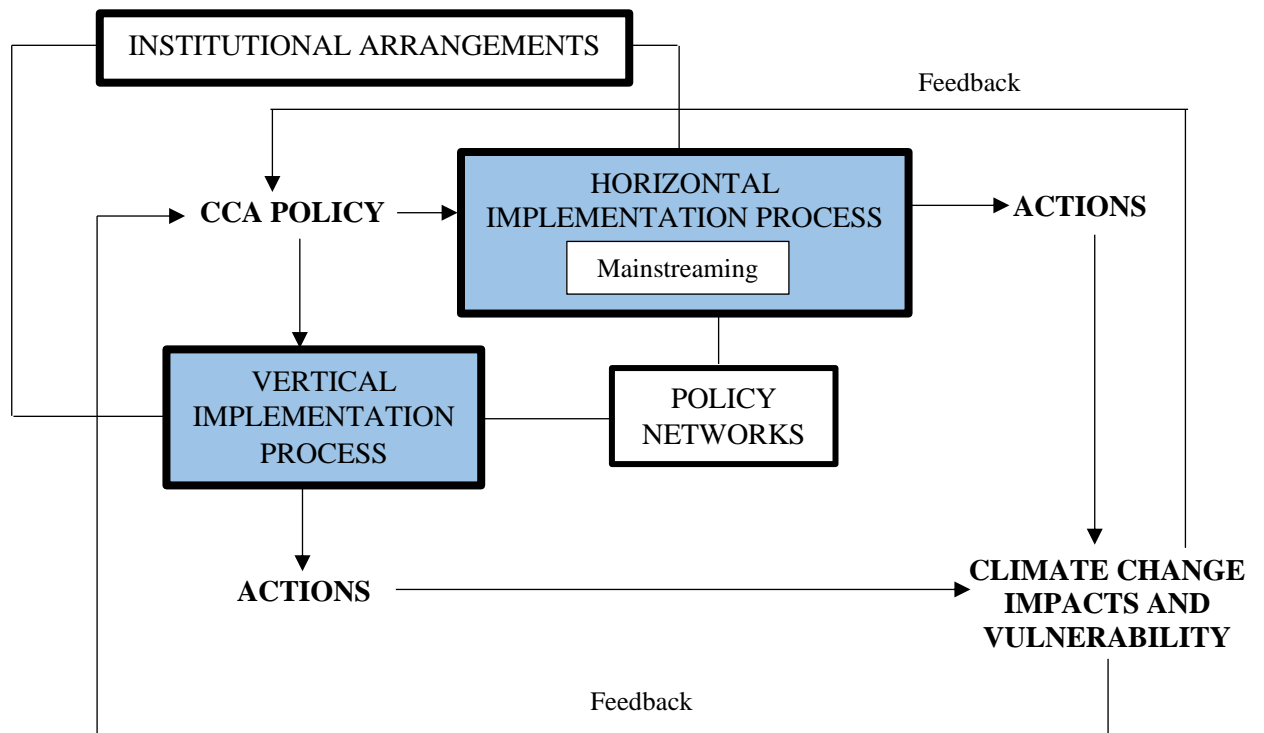 INSTITUTIONAL ARRANGEMENTS
Feedback
HORIZONTAL
IMPLEMENTATION PROCESS
Mainstreaming
CCA POLICY
ACTIONS
VERTICAL
IMPLEMENTATION
PROCESS
POLICY
NETWORKS
ACTIONS
CLIMATE CHANGE
IMPACTS AND
VULNERABILITY
Feedback